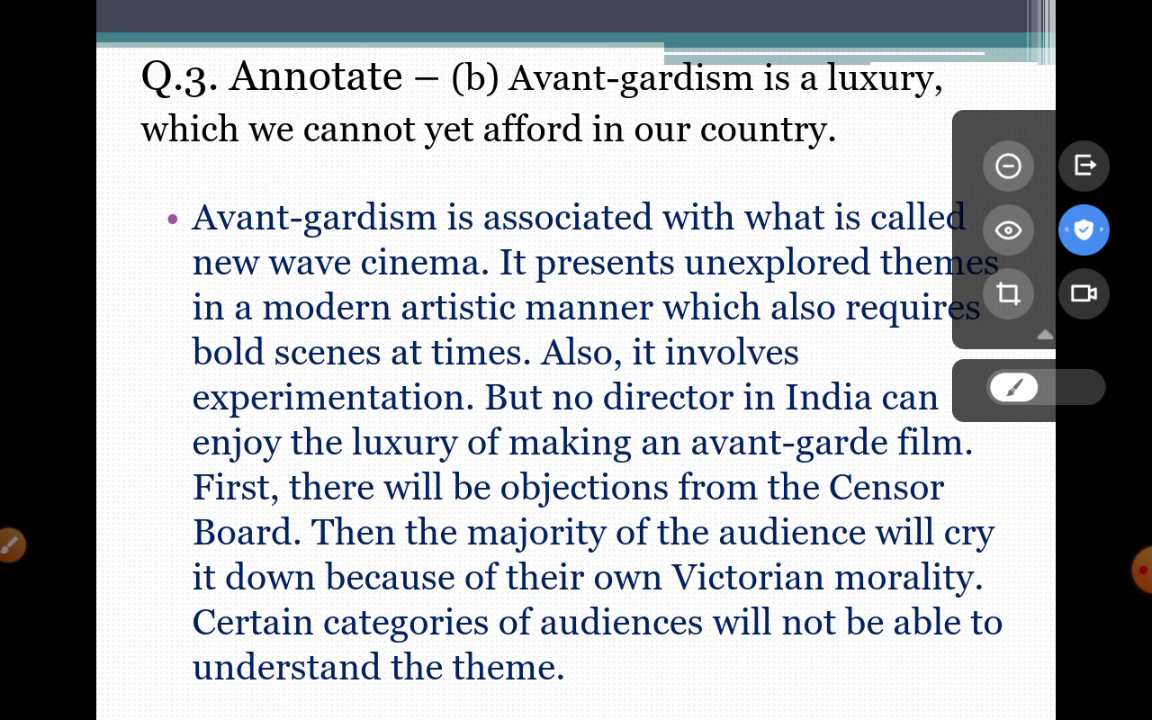 Q.3. Annotate – (b) Avant-gardism is a luxury,
which we cannot yet afford in our country.
• Avant-gardism is associated with what is called
new wave cinema. It presents unexplored themes
in a modern artistic manner which also requires
bold scenes at times. Also, it involves
experimentation. But no director in India can
enjoy the luxury of making an avant-garde film.
First, there will be objections from the Censor
Board. Then the majority of the audience will cry
it down because of their own Victorian morality.
Certain categories of audiences will not be able to
understand the theme.